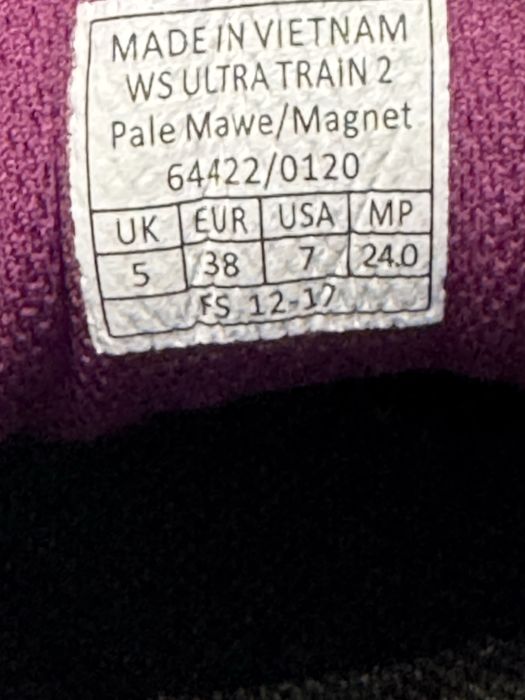 MADE IN VIETNAM
WS ULTRA TRAIN 2
Pale Mawe/Magnet
64422/0120
UK EUR USA MP
5 38 7 24.0
FS 12-17